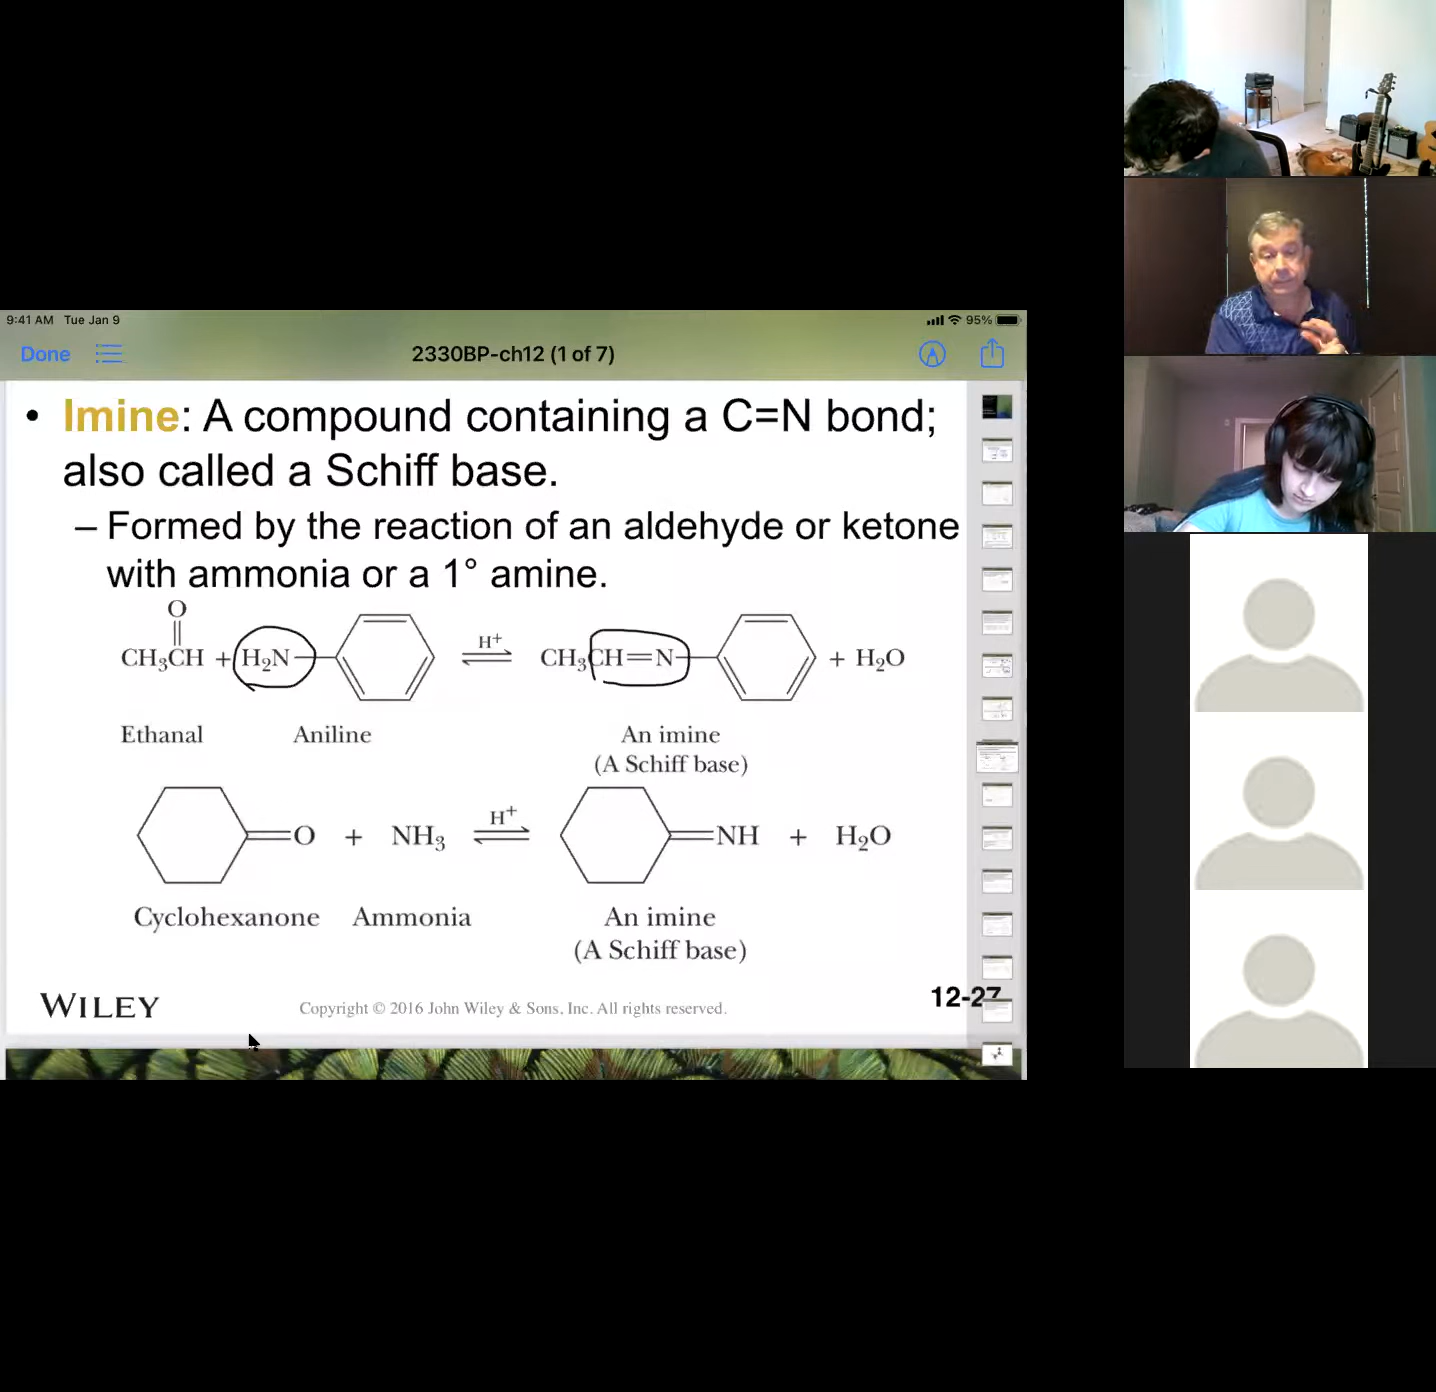 9:41 AM Tue Jan 9 95%
Done 2330BP-ch12 (1 of 7)
• Imine: A compound containing a C=N bond;
also called a Schiff base.
– Formed by the reaction of an aldehyde or ketone
with ammonia or a 1° amine.
O
CH₃CH + H₂N H⁺ CH₃CH=N + H₂O
Ethanal Aniline An imine
(A Schiff base)
O + NH₃ H⁺ NH + H₂O
Cyclohexanone Ammonia An imine
(A Schiff base)
WILEY Copyright © 2016 John Wiley & Sons, Inc. All rights reserved. 12-27